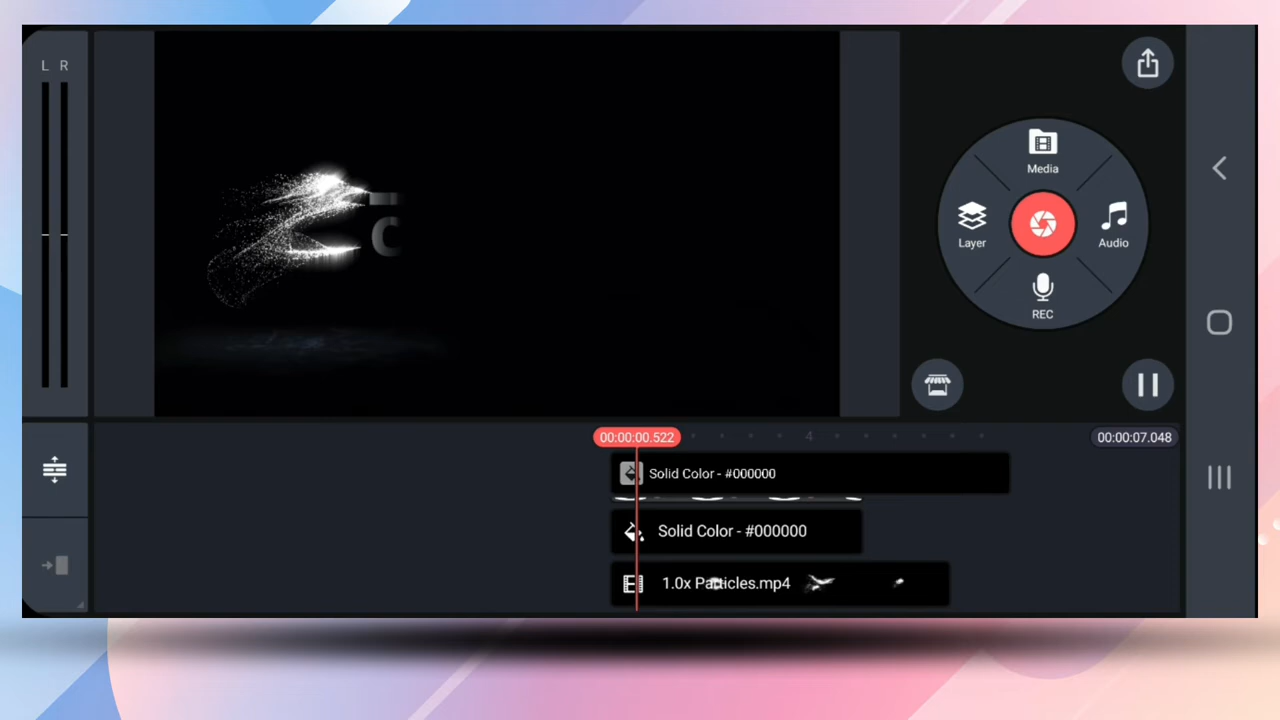 L R
Media
Layer
Audio
REC
00:00:00.522
4
00:00:07.048
Solid Color - #000000
Solid Color - #000000
1.0x Particles.mp4